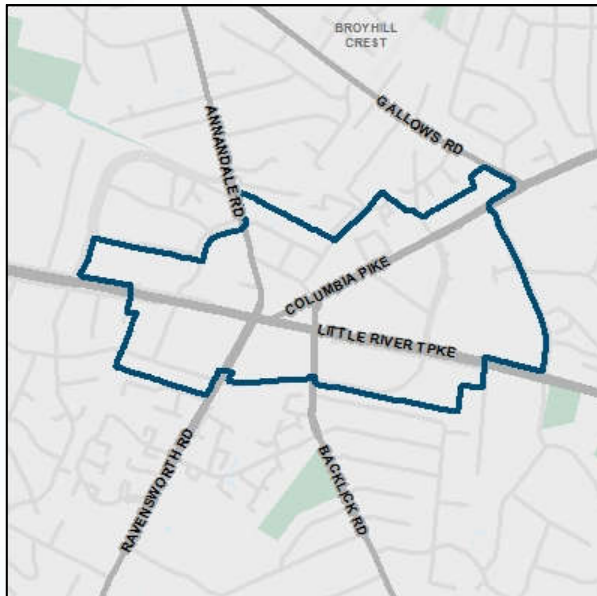 BROYHILL
CREST
GALLOWS RD
ANNANDALE RD
COLUMBIA PIKE
LITTLE RIVER TPKE
RAVENSWORTH RD
BACKLICK RD